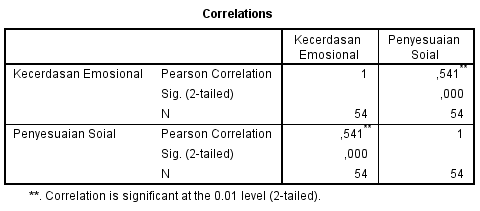 Correlations
Kecerdasan Emosional Penyesuaian Soial
Kecerdasan Emosional Pearson Correlation 1 ,541**
Sig. (2-tailed) ,000
N 54 54
Penyesuaian Soial Pearson Correlation ,541** 1
Sig. (2-tailed) ,000
N 54 54
**. Correlation is significant at the 0.01 level (2-tailed).